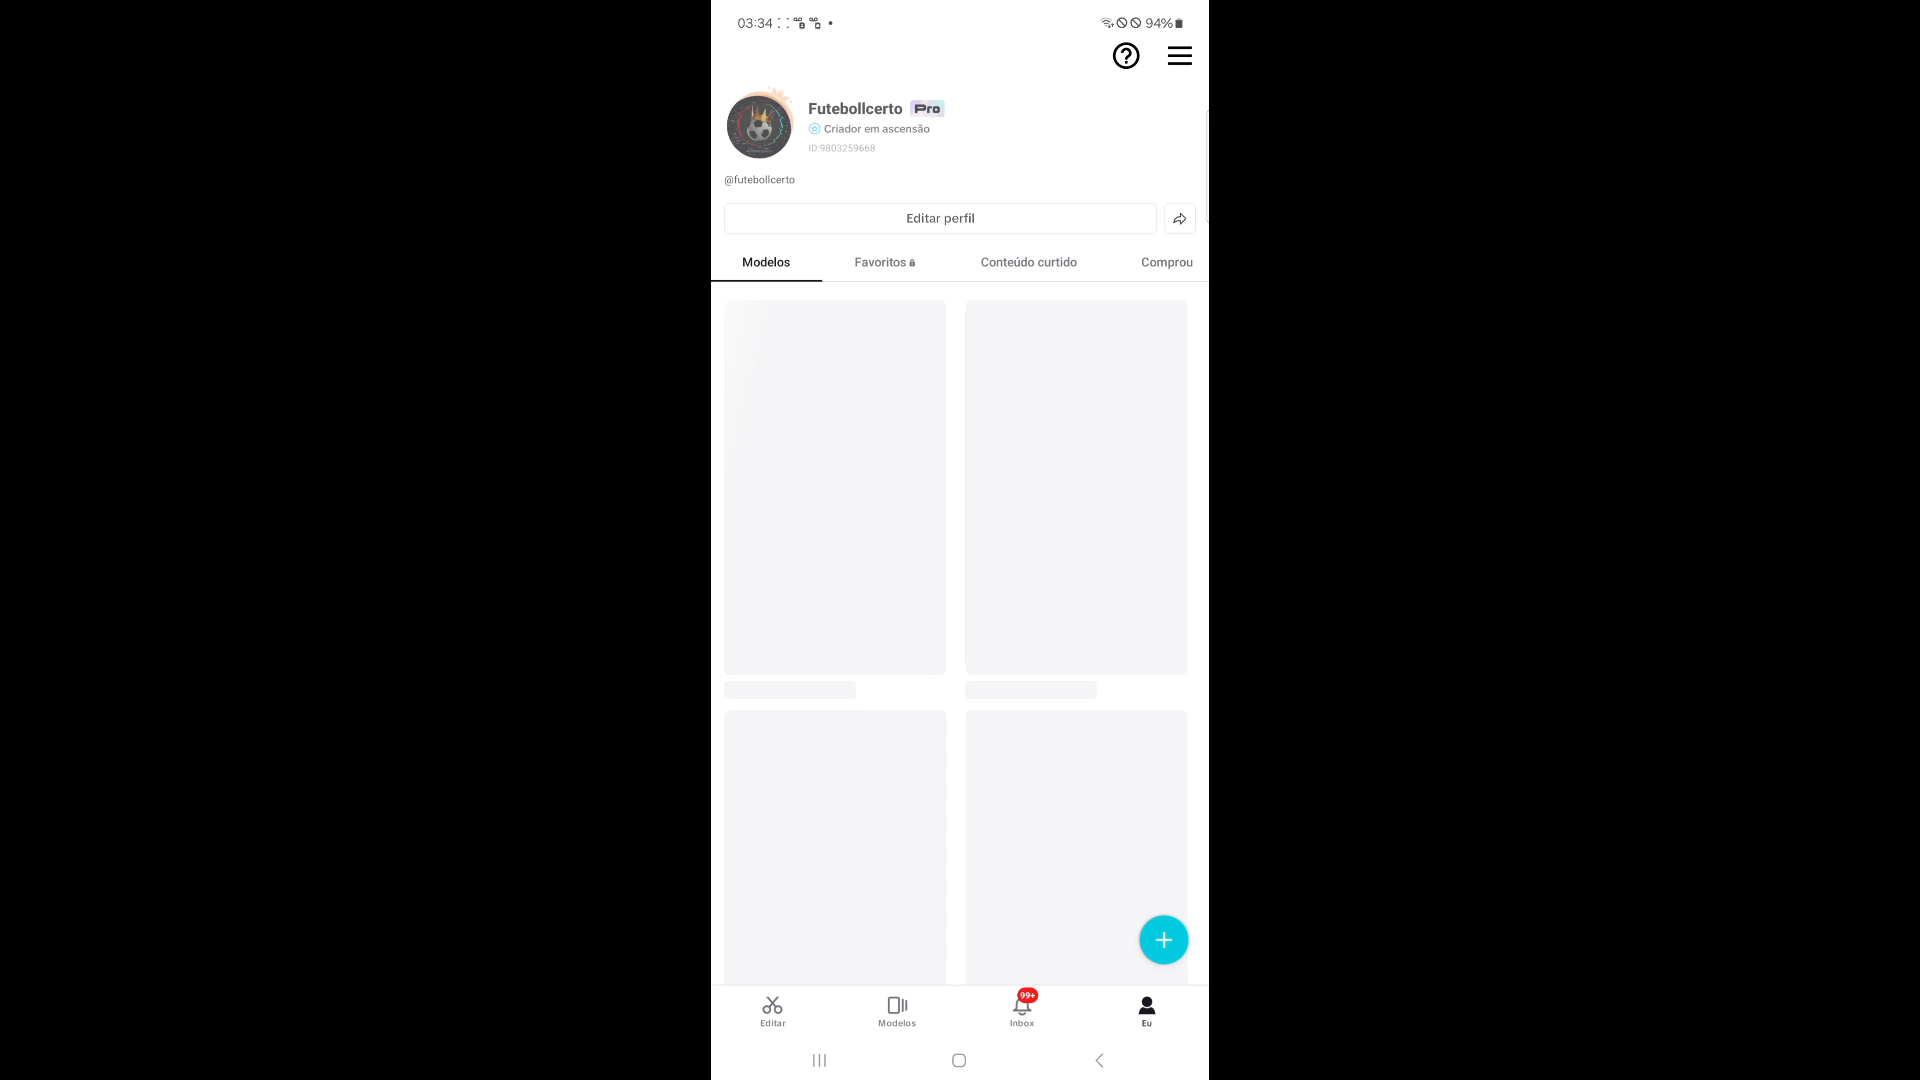 03:34
94%
Futebollcerto Pro
Criador em ascensão
ID:9803259668
@futebollcerto
Editar perfil
Modelos Favoritos Conteúdo curtido Comprou
99+
Editar Modelos Inbox Eu